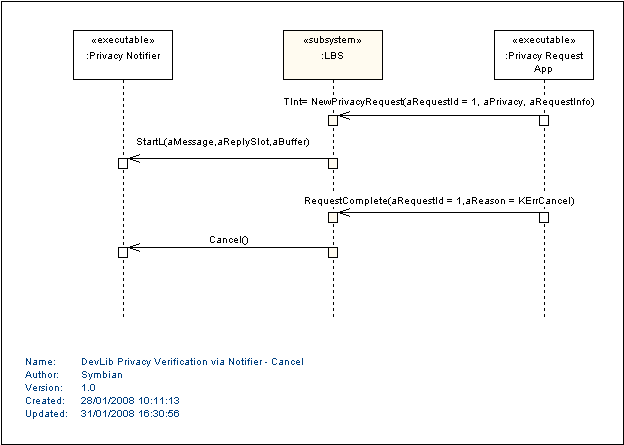 «executable»
:Privacy Notifier
«subsystem»
:LBS
«executable»
:Privacy Request
App
TInt= NewPrivacyRequest(aRequestId = 1, aPrivacy, aRequestInfo)
StartL(aMessage,aReplySlot,aBuffer)
RequestComplete(aRequestId = 1,aReason = KErrCancel)
Cancel()
Name: DevLib Privacy Verification via Notifier - Cancel
Author: Symbian
Version: 1.0
Created: 28/01/2008 10:11:13
Updated: 31/01/2008 16:30:56